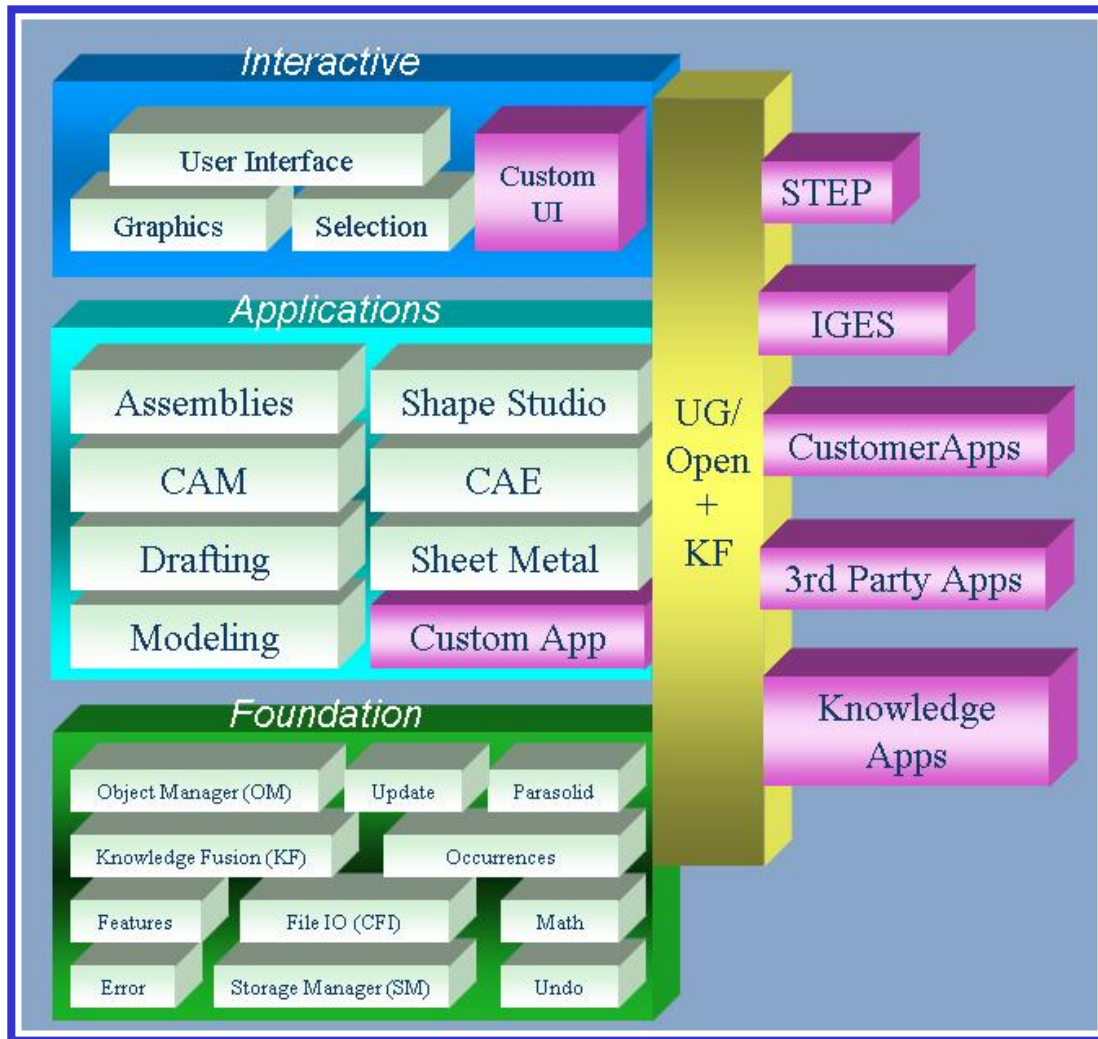 Interactive
User Interface
Graphics
Selection
Custom
UI
Applications
Assemblies
Shape Studio
CAM
CAE
Drafting
Sheet Metal
Modeling
Custom App
Foundation
Object Manager (OM)
Update
Parasolid
Knowledge Fusion (KF)
Occurrences
Features
File IO (CFI)
Math
Error
Storage Manager (SM)
Undo
UG/
Open
+
KF
STEP
IGES
CustomerApps
3rd Party Apps
Knowledge
Apps